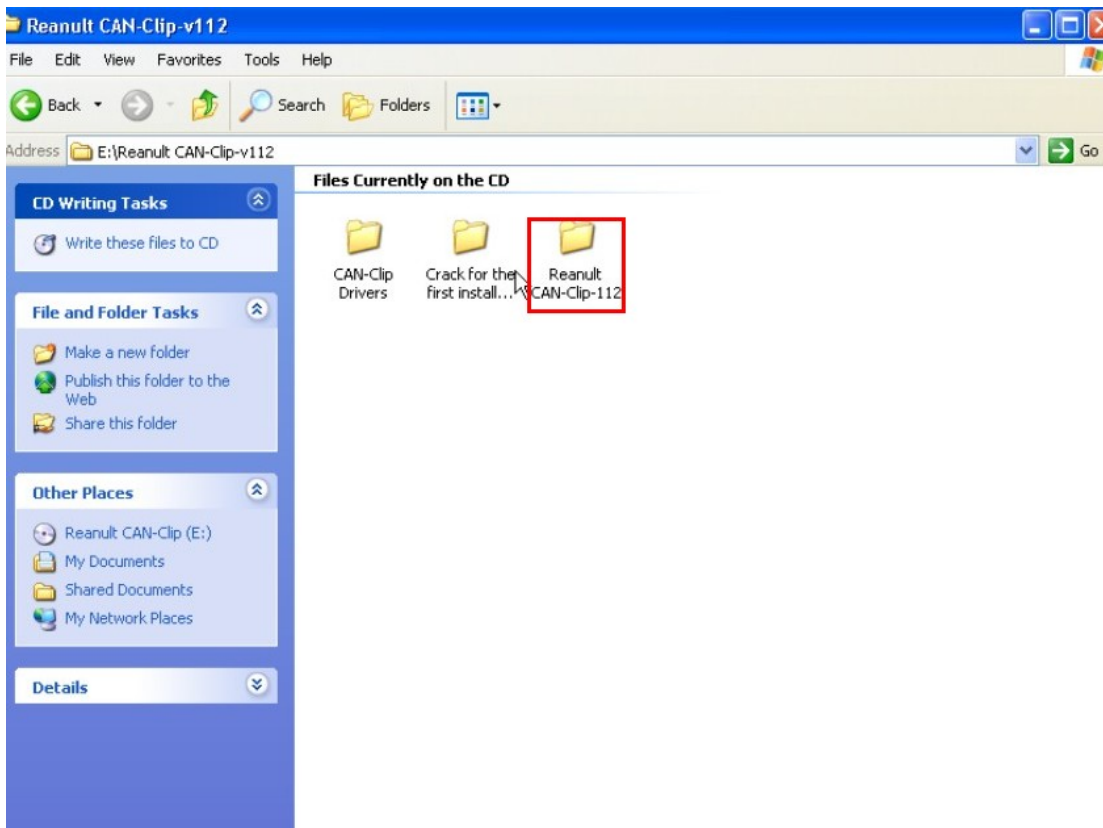 Reanult CAN-Clip-v112
File Edit View Favorites Tools Help
Back Search Folders
Address E:\Reanult CAN-Clip-v112 Go
Files Currently on the CD
CD Writing Tasks
Write these files to CD
CAN-Clip Drivers
Crack for the first install...
Reanult CAN-Clip-112
File and Folder Tasks
Make a new folder
Publish this folder to the
Web
Share this folder
Other Places
Reanult CAN-Clip (E:)
My Documents
Shared Documents
My Network Places
Details